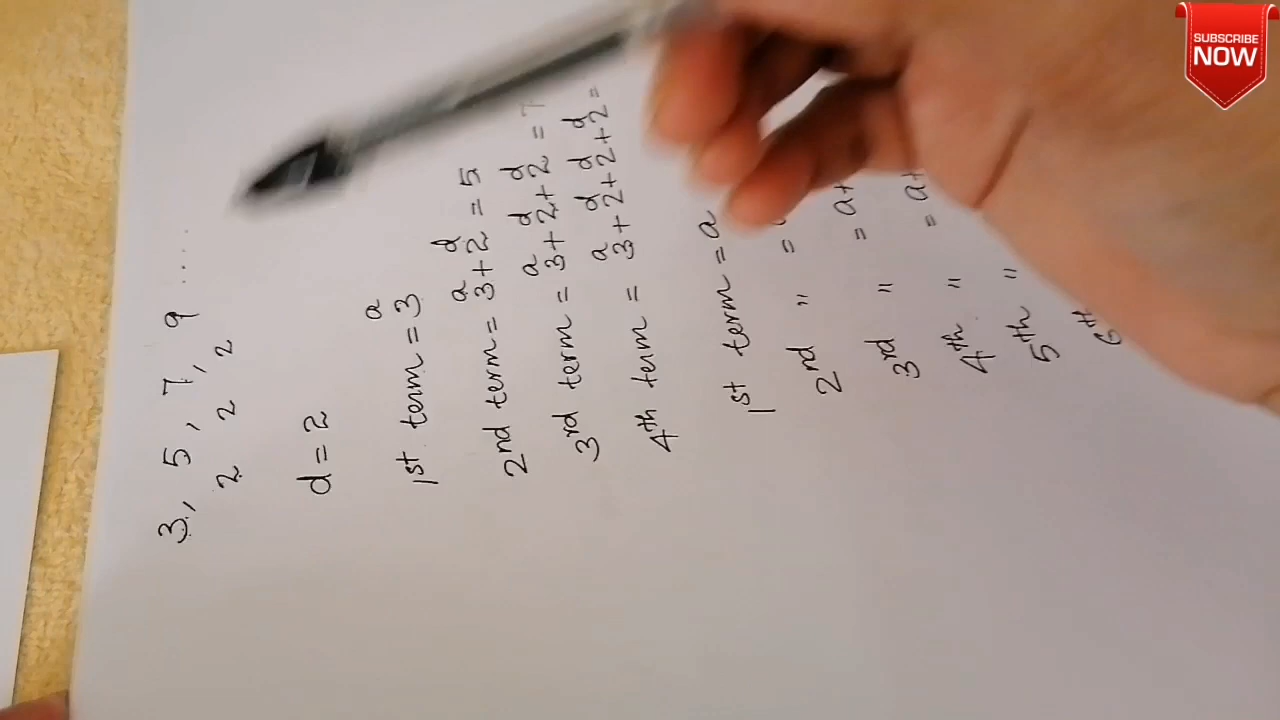 3, 5, 7, 9 ....
2 2 2
d = 2
a
1st term = 3
a d
2nd term = 3 + 2 = 5
a d d
3rd term = 3 + 2 + 2 = 7
a d d d
4th term = 3 + 2 + 2 + 2 =
1st term = a
2nd " =
3rd " = a+
4th " = a+
5th "
6th
SUBSCRIBE
NOW